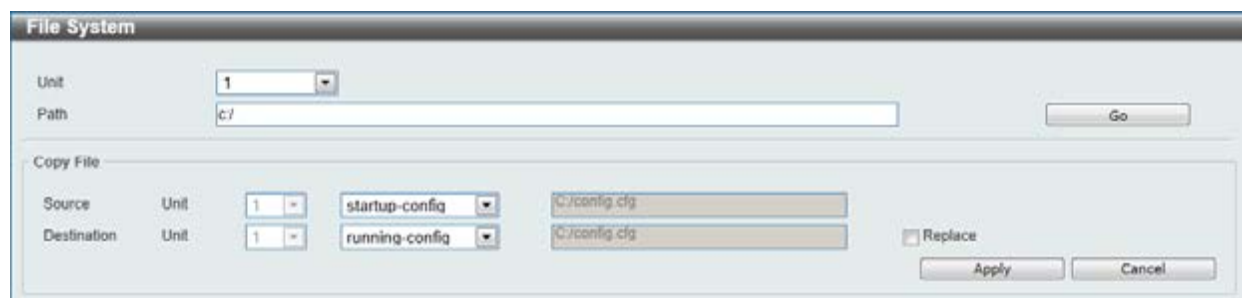 File System
Unit 1
Path c:/ Go
Copy File
Source Unit 1 startup-config C:/config.cfg
Destination Unit 1 running-config C:/config.cfg Replace
Apply Cancel